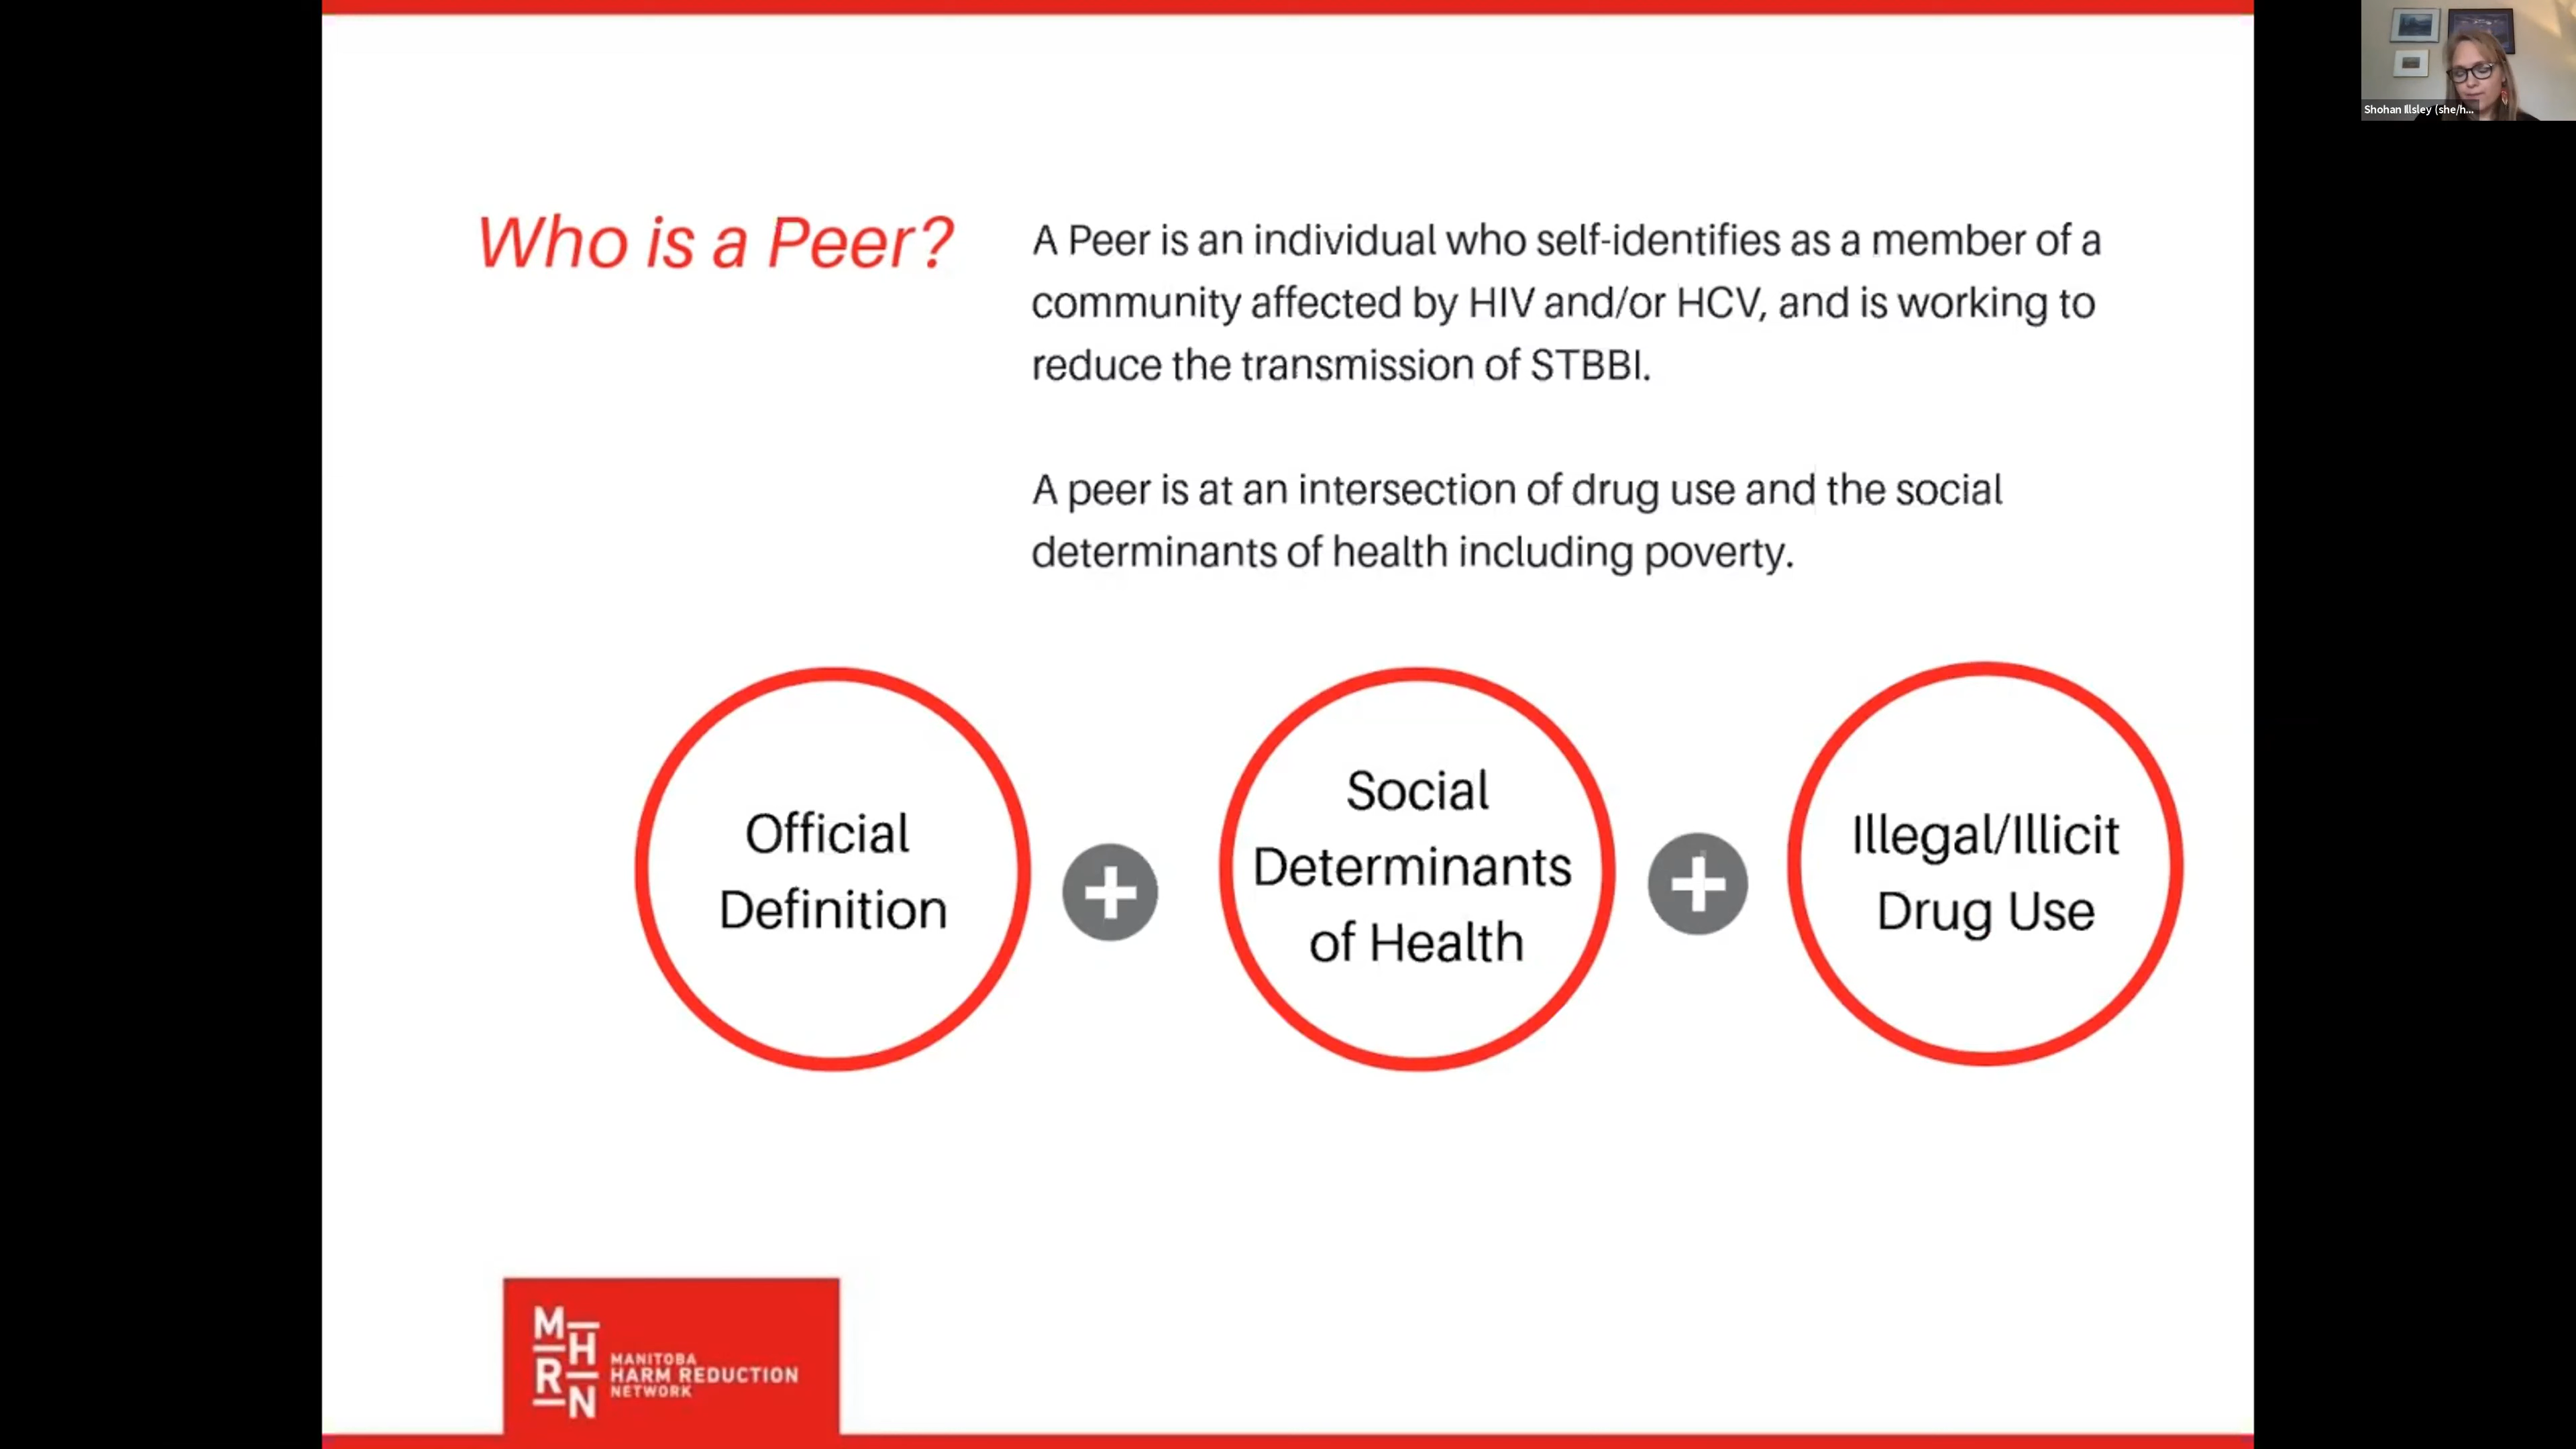 Shohan Illsley (she/h...
Who is a Peer?
A Peer is an individual who self-identifies as a member of a
community affected by HIV and/or HCV, and is working to
reduce the transmission of STBBI.
A peer is at an intersection of drug use and the social
determinants of health including poverty.
Official
Definition
Social
Determinants
of Health
Illegal/Illicit
Drug Use
MHRN
MANITOBA
HARM REDUCTION
NETWORK